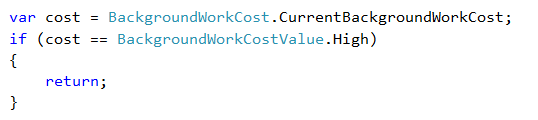 var cost = BackgroundWorkCost.CurrentBackgroundWorkCost;
if (cost == BackgroundWorkCostValue.High)
{
    return;
}